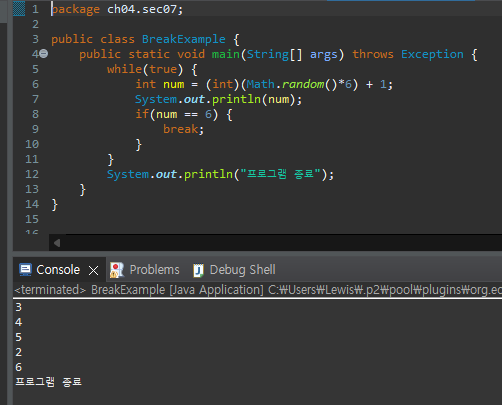 1 package ch04.sec07;
2
3 public class BreakExample {
4 public static void main(String[] args) throws Exception {
5 while(true) {
6 int num = (int)(Math.random()*6) + 1;
7 System.out.println(num);
8 if(num == 6) {
9 break;
10 }
11 }
12 System.out.println("프로그램 종료");
13 }
14 }
15
16
Console Problems Debug Shell
<terminated> BreakExample [Java Application] C:₩Users₩Lewis₩.p2₩pool₩plugins₩org.ec
3
4
5
2
6
프로그램 종료